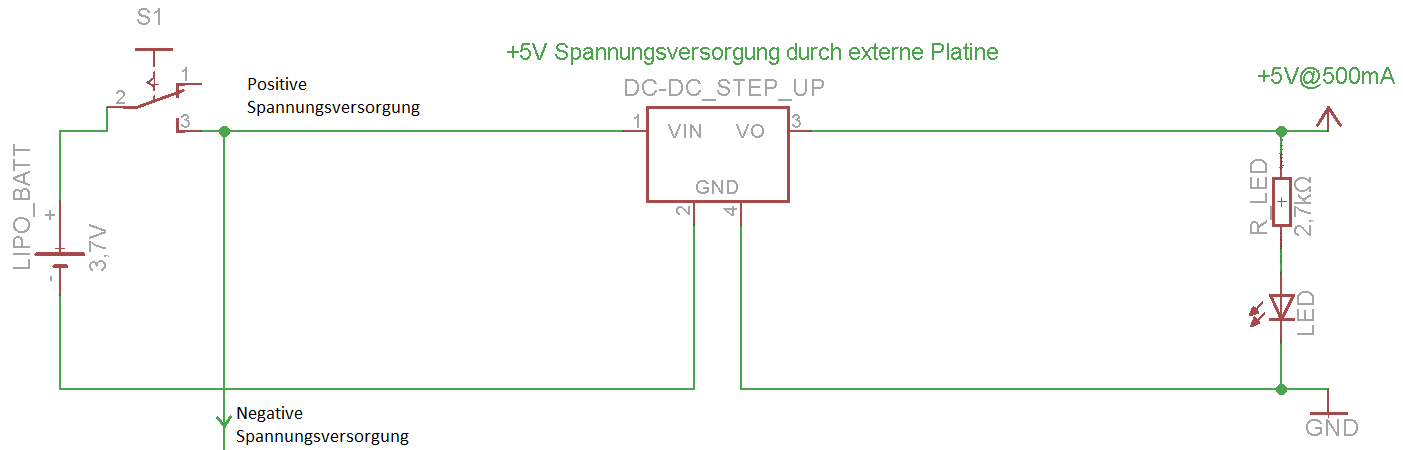 S1
+5V Spannungsversorgung durch externe Platine
+5V@500mA
1
2
3
Positive
Spannungsversorgung
DC-DC_STEP_UP
1
VIN
VO
3
GND
2
4
LIPO_BATT
+
-
3,7V
R_LED
2,7kΩ
LED
GND
Negative
Spannungsversorgung